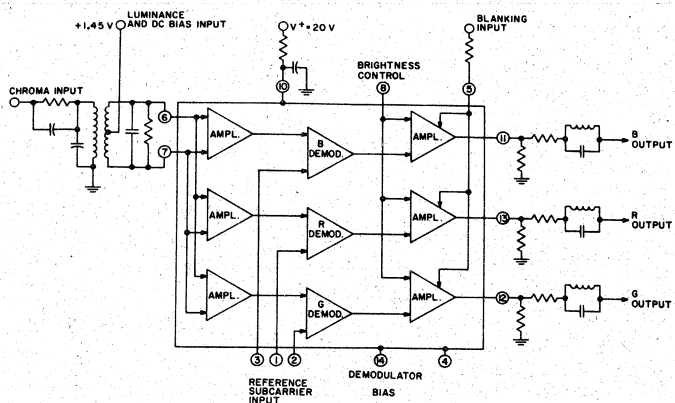 LUMINANCE
AND DC BIAS INPUT
+1.45 V
V+=20 V
BLANKING
INPUT
BRIGHTNESS
CONTROL
CHROMA INPUT
10
8
5
6
7
AMPL.
B
DEMOD.
AMPL.
11
B
OUTPUT
AMPL.
R
DEMOD.
AMPL.
13
R
OUTPUT
AMPL.
G
DEMOD.
AMPL.
12
G
OUTPUT
3
1
2
14
4
REFERENCE
SUBCARRIER
INPUT
DEMODULATOR
BIAS